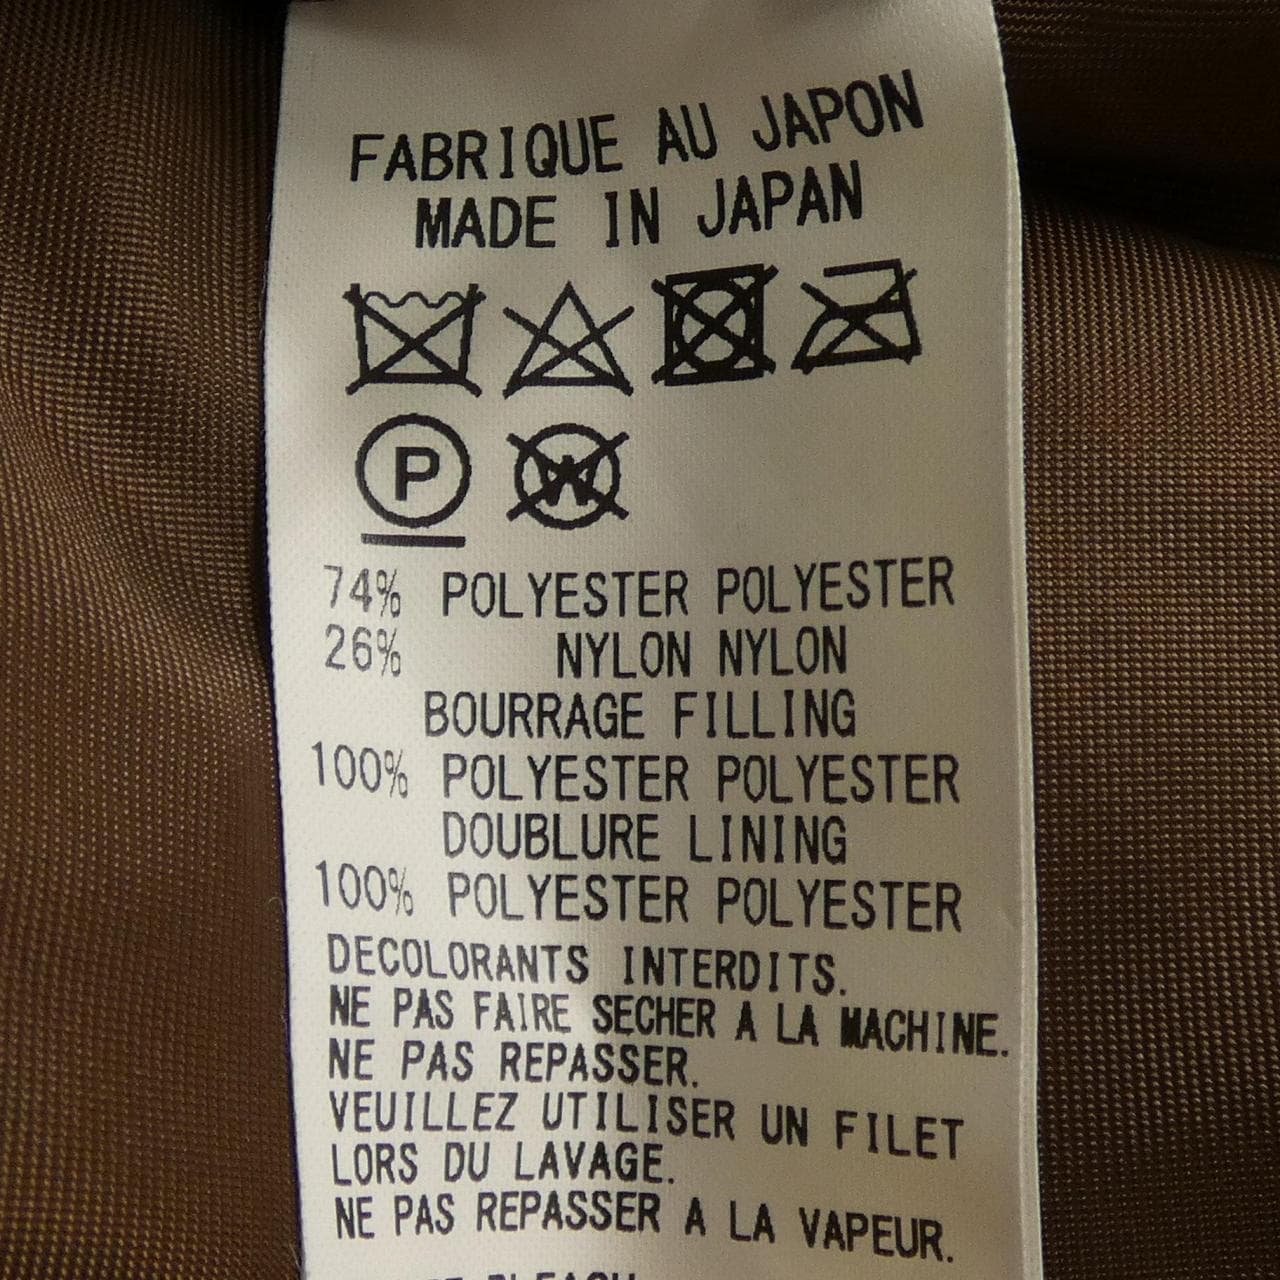 FABRIQUE AU JAPON
MADE IN JAPAN
P W
74% POLYESTER POLYESTER
26% NYLON NYLON
BOURRAGE FILLING
100% POLYESTER POLYESTER
DOUBLURE LINING
100% POLYESTER POLYESTER
DECOLORANTS INTERDITS.
NE PAS FAIRE SECHER A LA MACHINE.
NE PAS REPASSER.
VEUILLEZ UTILISER UN FILET
LORS DU LAVAGE.
NE PAS REPASSER A LA VAPEUR.
BLEACH